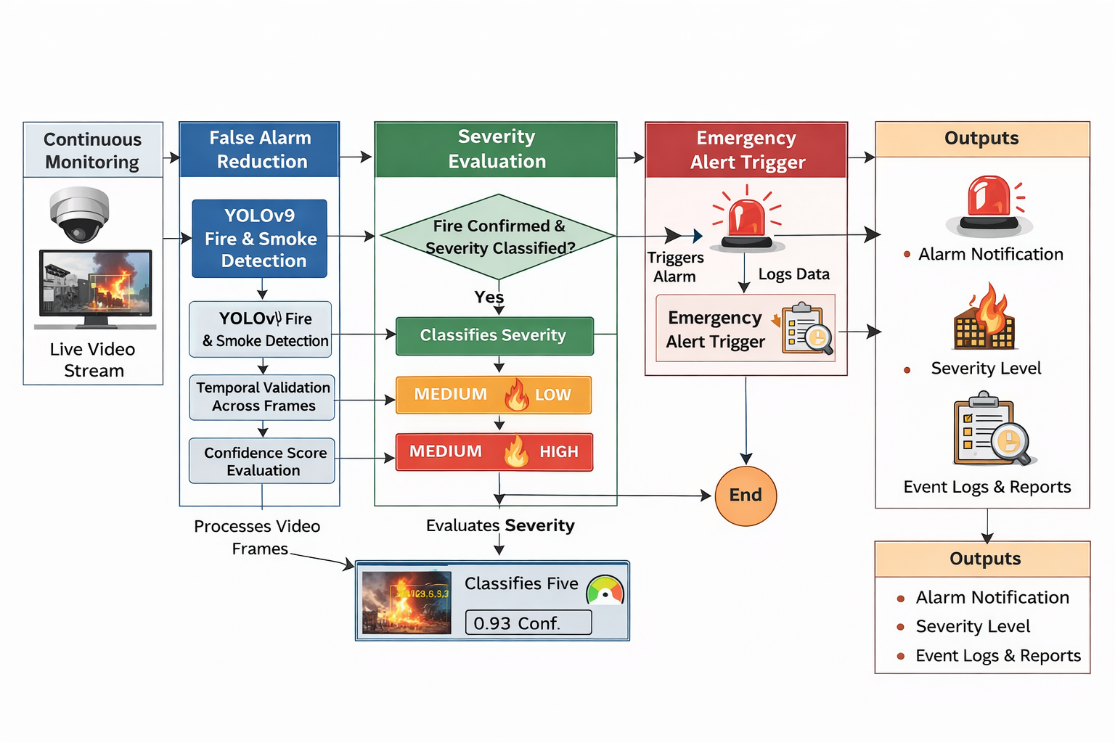 Continuous
Monitoring
Live Video
Stream
False Alarm
Reduction
YOLOv9
Fire & Smoke
Detection
Fire
& Smoke Detection
Temporal Validation
Across Frames
Confidence Score
Evaluation
Processes Video
Frames
Severity
Evaluation
Fire Confirmed &
Severity Classified?
Yes
Classifies Severity
MEDIUM LOW
MEDIUM HIGH
Evaluates Severity
Classifies Five
0.93 Conf.
Emergency
Alert Trigger
Triggers
Alarm
Logs Data
Emergency
Alert Trigger
End
Outputs
• Alarm Notification
• Severity Level
Event Logs & Reports
Outputs
• Alarm Notification
• Severity Level
• Event Logs & Reports